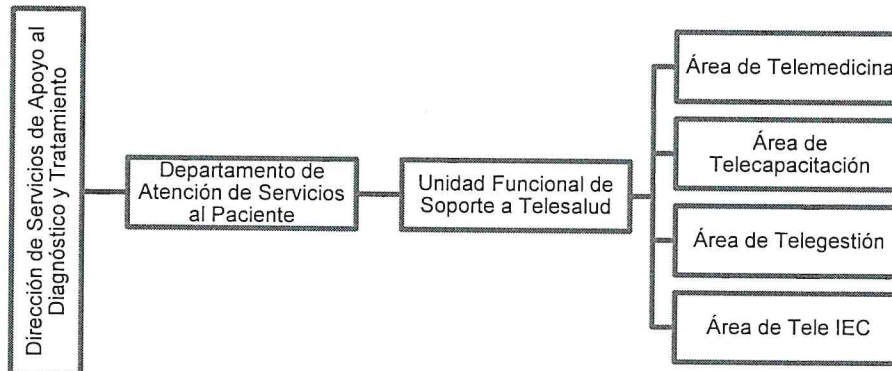 Dirección de Servicios de Apoyo al
Diagnóstico y Tratamiento
Departamento de
Atención de Servicios
al Paciente
Unidad Funcional de
Soporte a Telesalud
Área de Telemedicina
Área de
Telecapacitación
Área de Telegestión
Área de Tele IEC